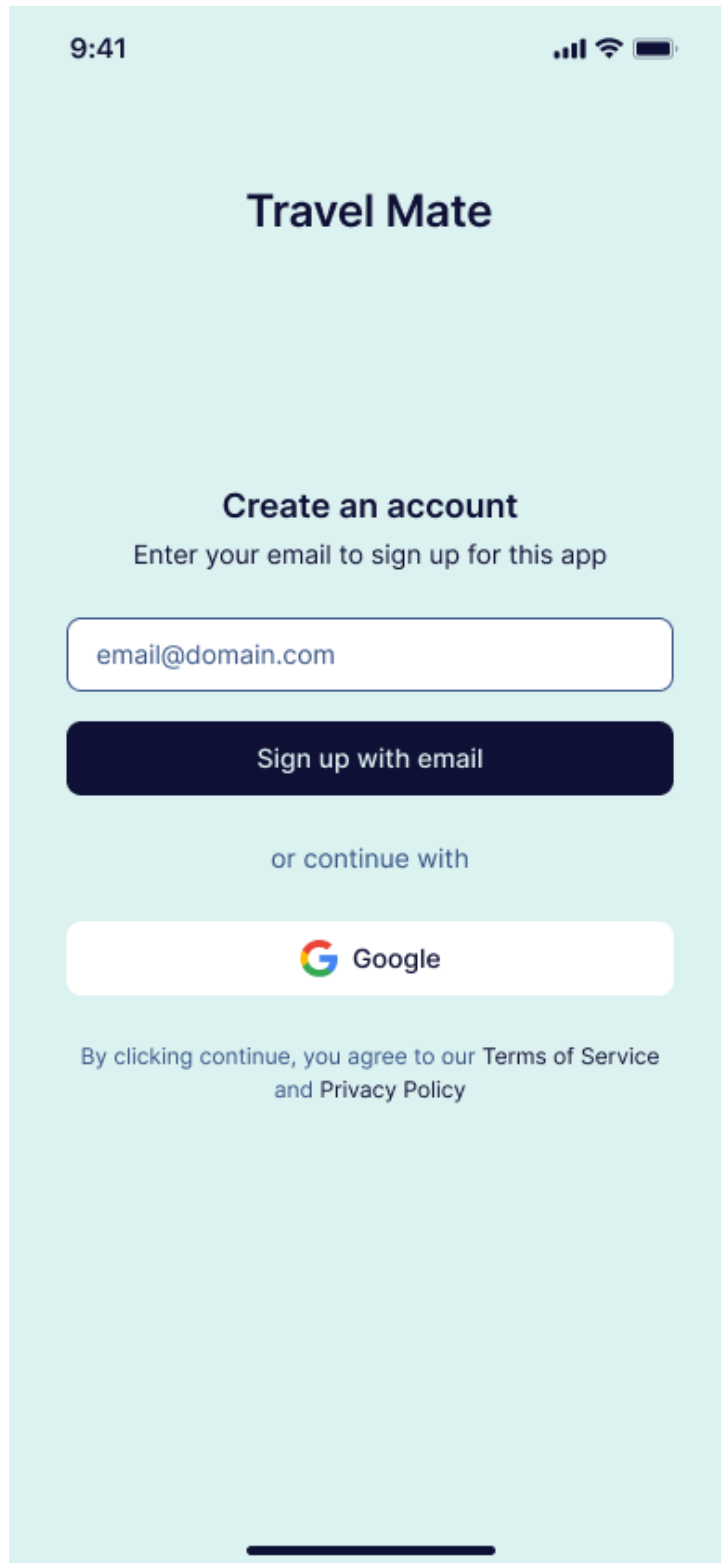 9:41
Travel Mate
Create an account
Enter your email to sign up for this app
email@domain.com
Sign up with email
or continue with
Google
By clicking continue, you agree to our Terms of Service
and Privacy Policy